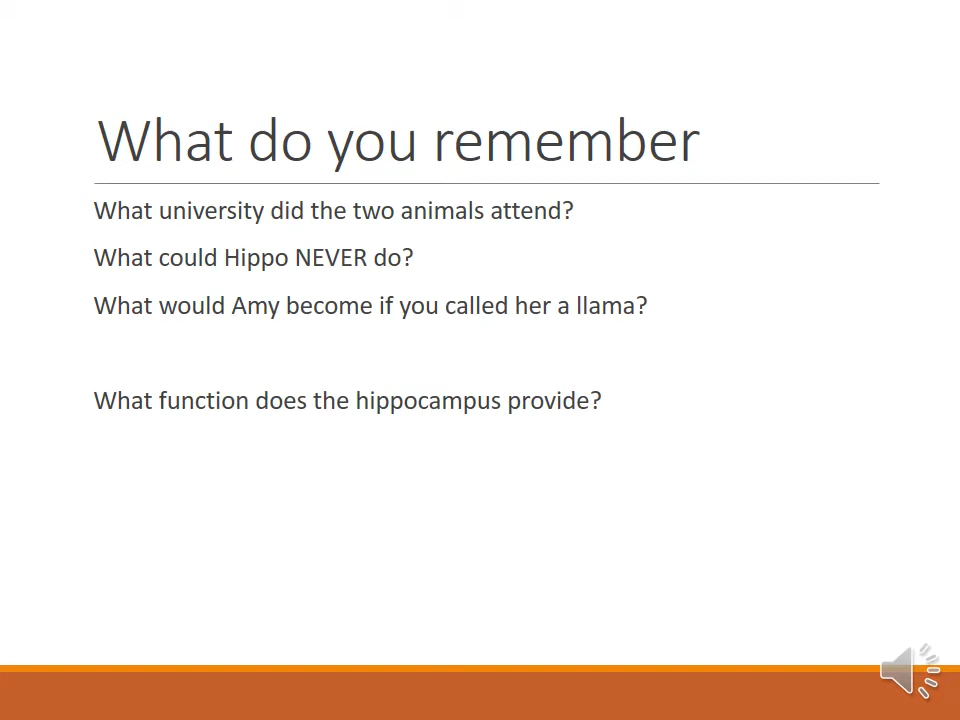 What do you remember
What university did the two animals attend?
What could Hippo NEVER do?
What would Amy become if you called her a llama?
What function does the hippocampus provide?